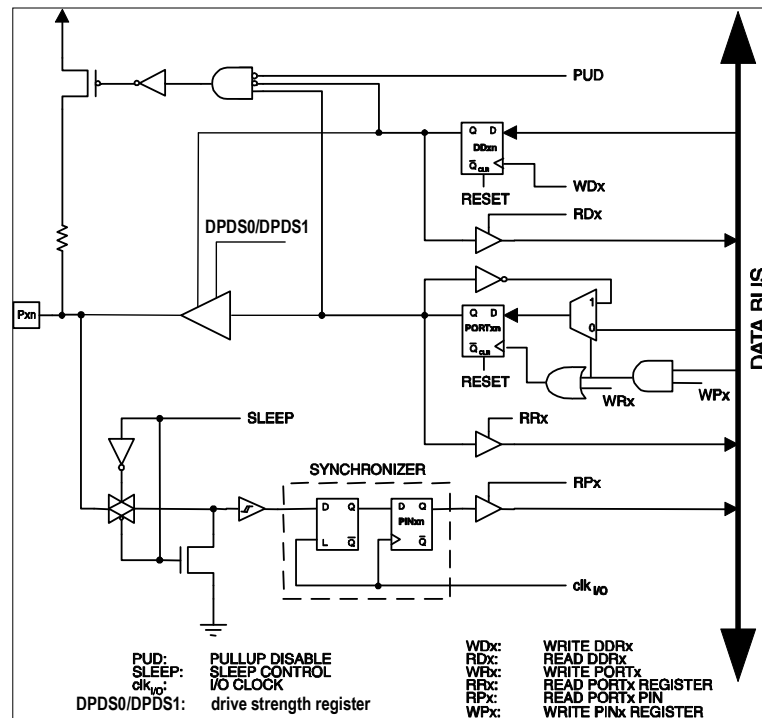 PUD
Q D
DDxn
Q CLR
WDx
RESET
RDx
DPDS0/DPDS1
Pxn
1
Q D
PORTxn
0
Q CLR
RESET
WRx
WPx
DATA BUS
SLEEP
RRx
SYNCHRONIZER
RPx
D Q
D Q
PINxn
L Q
Q
clk I/O
PUD: PULLUP DISABLE
SLEEP: SLEEP CONTROL
clk I/O: I/O CLOCK
DPDS0/DPDS1: drive strength register
WDx: WRITE DDRx
RDx: READ DDRx
WRx: WRITE PORTx
RRx: READ PORTx REGISTER
RPx: READ PORTx PIN
WPx: WRITE PINx REGISTER